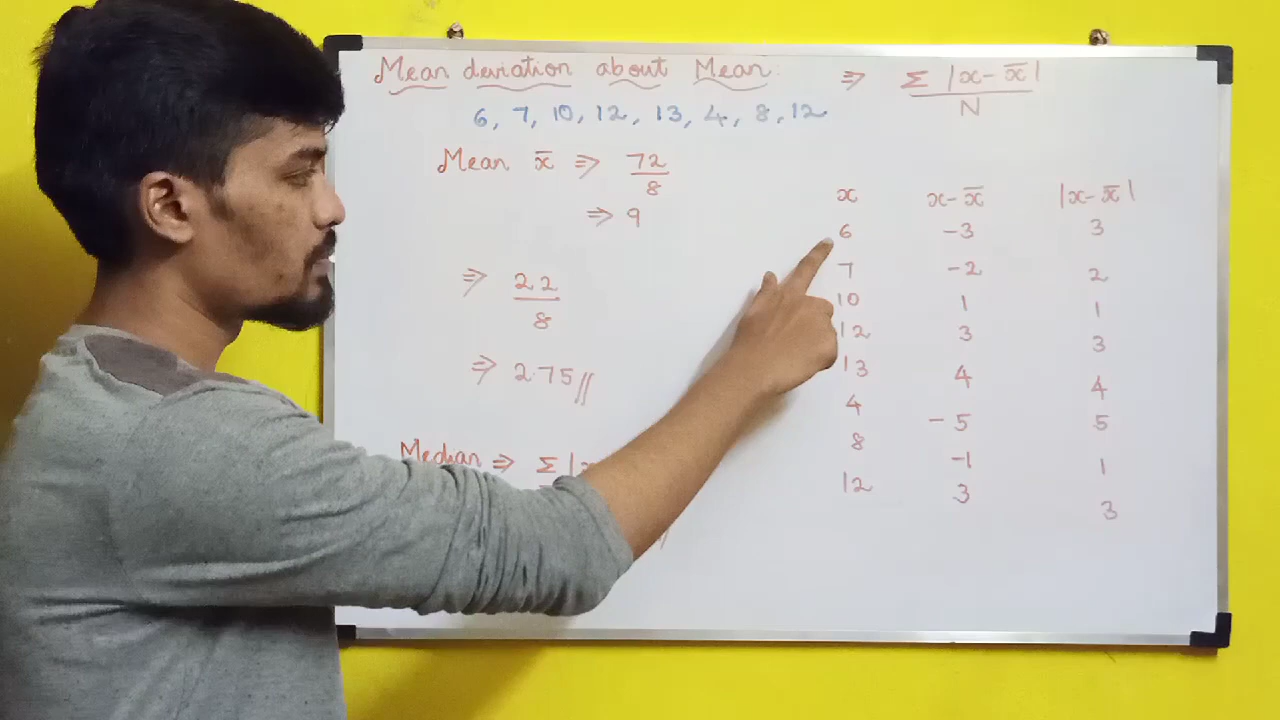 Mean deviation about Mean ⇒ Σ |x - x̄| / N
6, 7, 10, 12, 13, 4, 8, 12
Mean x̄ ⇒ 72/8
⇒ 9
⇒ 22/8
⇒ 2.75//
Median ⇒ Σ |x
x x-x̄ |x-x̄|
6 -3 3
7 -2 2
10 1 1
12 3 3
13 4 4
4 -5 5
8 -1 1
12 3 3